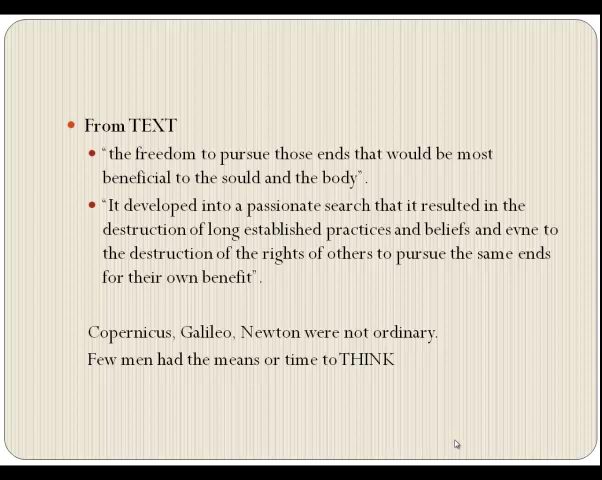 From TEXT
“the freedom to pursue those ends that would be most
beneficial to the sould and the body”.
“It developed into a passionate search that it resulted in the
destruction of long established practices and beliefs and evne to
the destruction of the rights of others to pursue the same ends
for their own benefit”.
Copernicus, Galileo, Newton were not ordinary.
Few men had the means or time to THINK